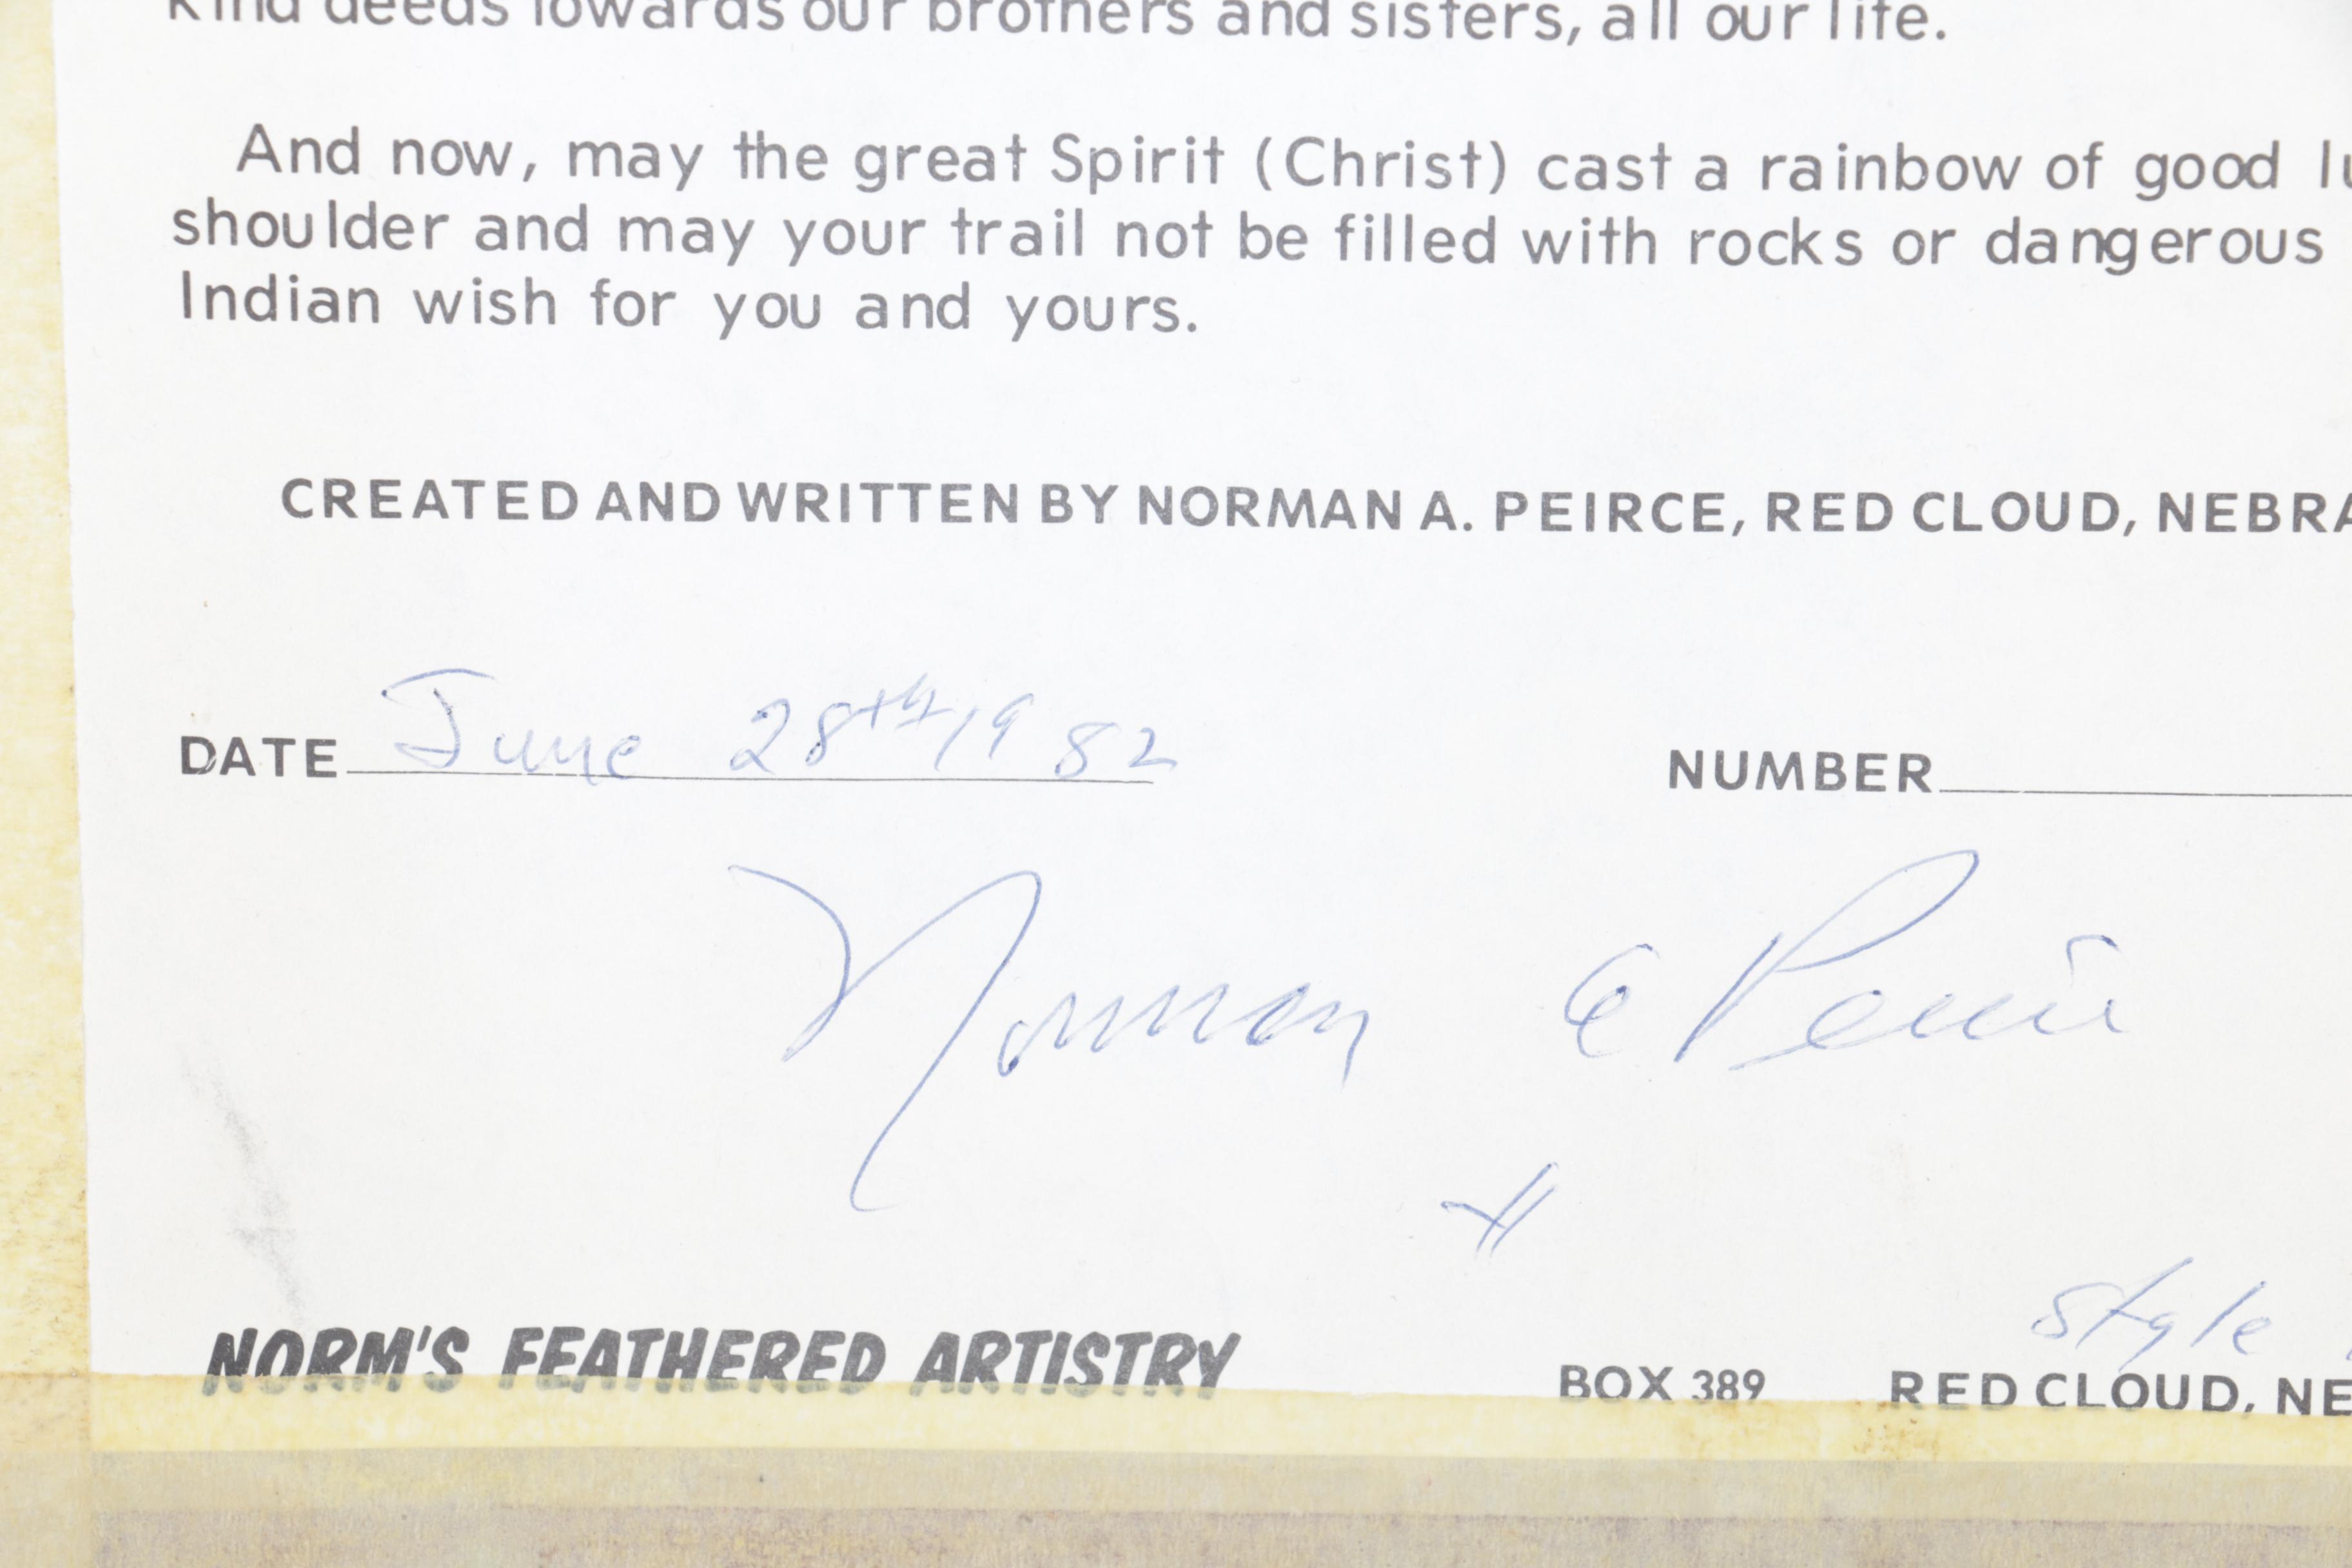 Kind deeds towards our brothers and sisters, all our life.
And now, may the great Spirit (Christ) cast a rainbow of good lu
shoulder and may your trail not be filled with rocks or dangerous
Indian wish for you and yours.
CREATED AND WRITTEN BY NORMAN A. PEIRCE, RED CLOUD, NEBRA
DATE June 28th 1982 NUMBER
Norman a Peirce
Style
NORM'S FEATHERED ARTISTRY BOX 389 RED CLOUD, NE